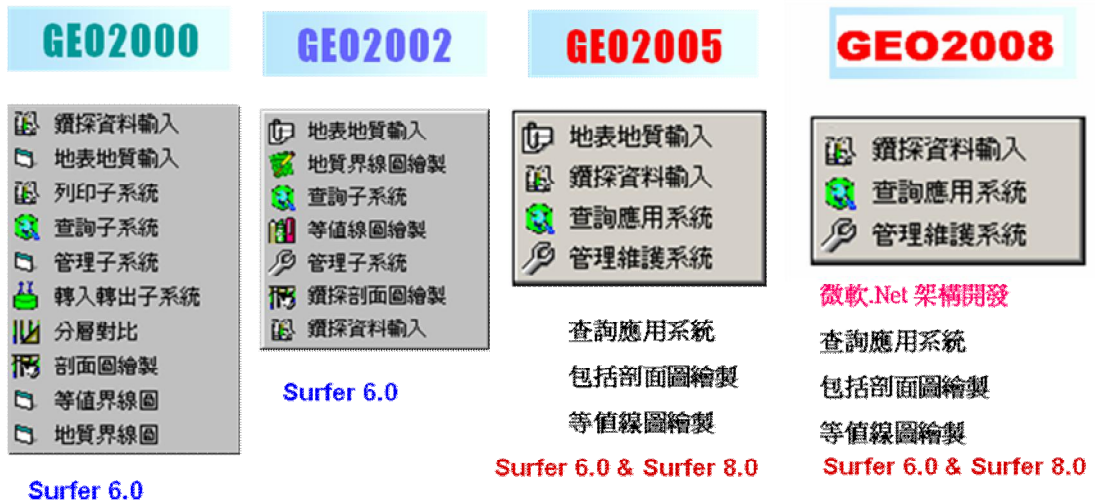 GEO2000
鑽探資料輸入
地表地質輸入
列印子系統
查詢子系統
管理子系統
轉入轉出子系統
分層對比
剖面圖繪製
等值界線圖
地質界線圖
Surfer 6.0
GEO2002
地表地質輸入
地質界線圖繪製
查詢子系統
等值線圖繪製
管理子系統
鑽探剖面圖繪製
鑽探資料輸入
Surfer 6.0
GEO2005
地表地質輸入
鑽探資料輸入
查詢應用系統
管理維護系統
查詢應用系統
包括剖面圖繪製
等值線圖繪製
Surfer 6.0 & Surfer 8.0
GEO2008
鑽探資料輸入
查詢應用系統
管理維護系統
微軟.Net 架構開發
查詢應用系統
包括剖面圖繪製
等值線圖繪製
Surfer 6.0 & Surfer 8.0